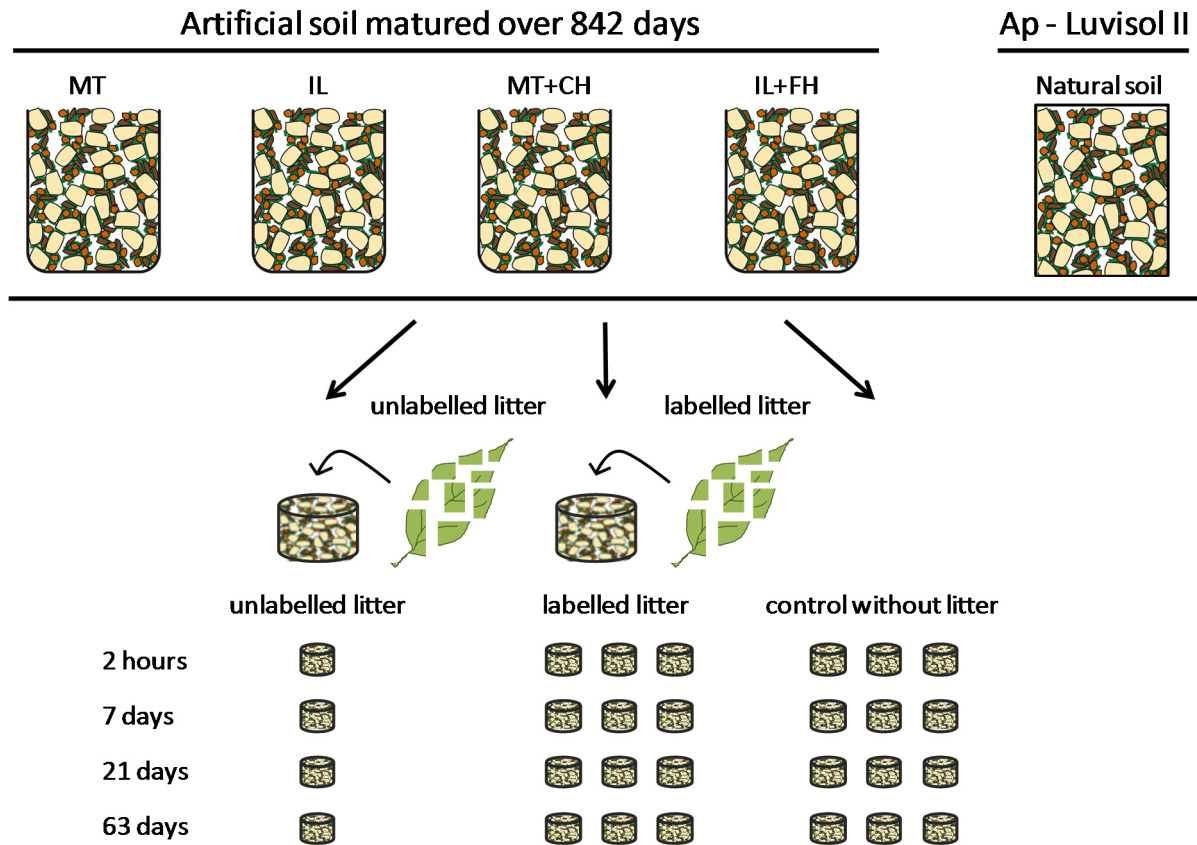 Artificial soil matured over 842 days
Ap - Luvisol II
MT
IL
MT+CH
IL+FH
Natural soil
unlabelled litter
labelled litter
unlabelled litter
labelled litter
control without litter
2 hours
7 days
21 days
63 days